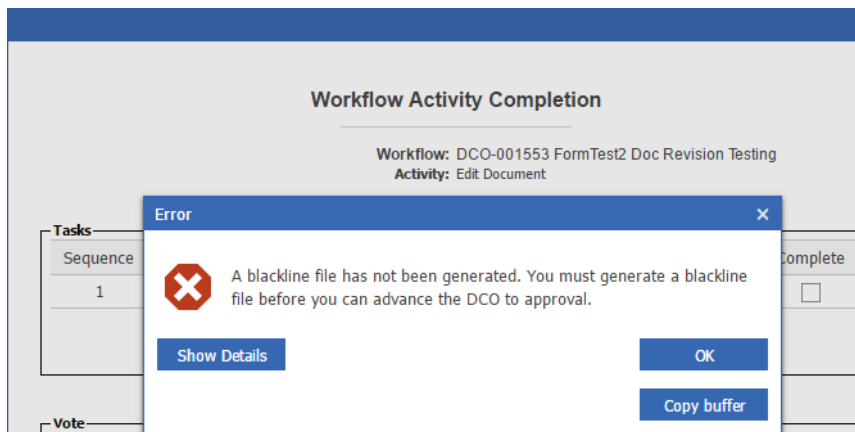 Workflow Activity Completion
Workflow: DCO-001553 FormTest2 Doc Revision Testing
Activity: Edit Document
Error
×
Tasks
Sequence
Complete
1
A blackline file has not been generated. You must generate a blackline
file before you can advance the DCO to approval.
Show Details
OK
Copy buffer
Vote